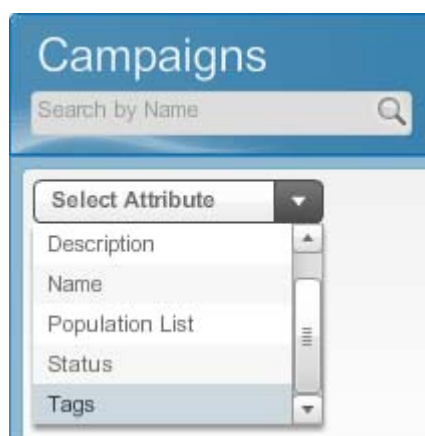 Campaigns
Search by Name
Select Attribute
Description
Name
Population List
Status
Tags